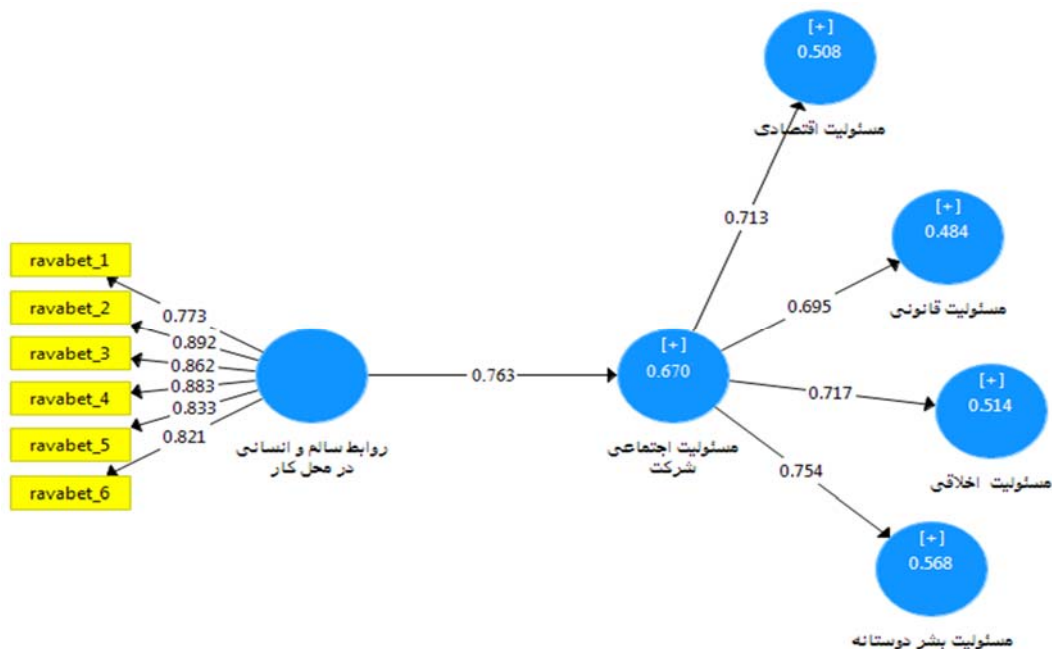 [+]
0.508
مسئولیت اقتصادی
0.713
[+]
0.484
مسئولیت قانونی
0.695
ravabet_1
ravabet_2
ravabet_3
ravabet_4
ravabet_5
ravabet_6
0.773
0.892
0.862
0.883
0.833
0.821
روابط سالم و انسانی
در محل کار
0.763
[+]
0.670
مسئولیت اجتماعی
شرکت
0.717
[+]
0.514
مسئولیت اخلاقی
0.754
[+]
0.568
مسئولیت بشر دوستانه